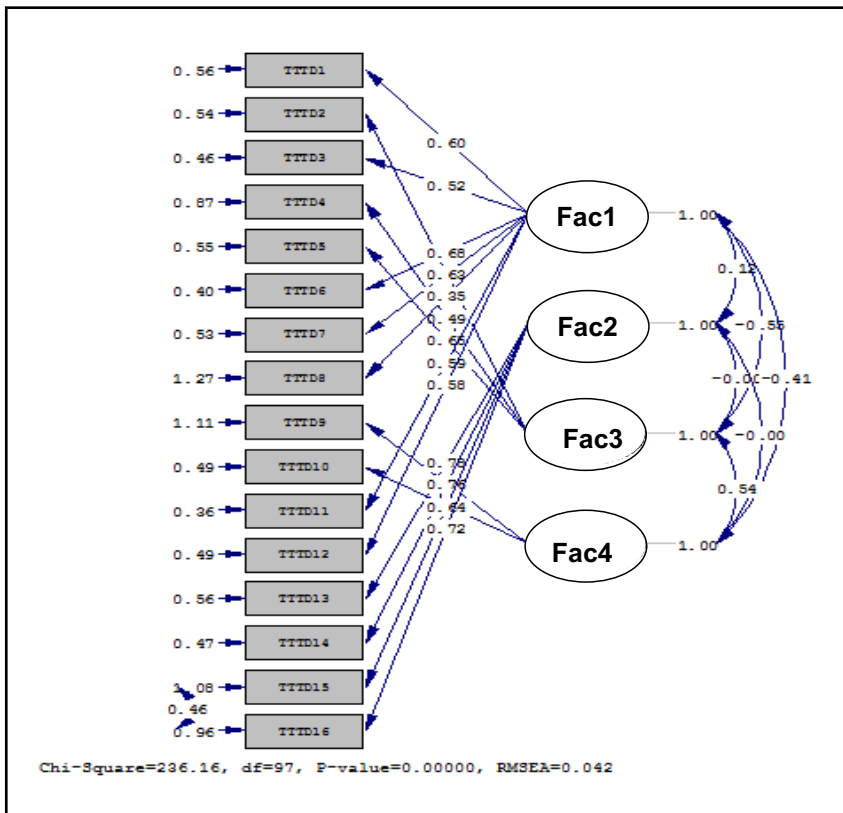 0.56 TTTD1
0.54 TTTD2
0.60
0.46 TTTD3
0.52
0.87 TTTD4
Fac1 1.00
0.55 TTTD5
0.68
0.63
0.12
0.40 TTTD6
0.35
0.49
Fac2 1.00 -0.55
0.53 TTTD7
0.59
0.58
1.27 TTTD8
-0.41
1.11 TTTD9
Fac3 1.00 -0.00
0.76
0.49 TTTD10
0.54
0.64
0.36 TTTD11
0.72
0.49 TTTD12
Fac4 1.00
0.56 TTTD13
0.47 TTTD14
1.08 TTTD15
0.46
0.96 TTTD16
Chi-Square=236.16, df=97, P-value=0.00000, RMSEA=0.042